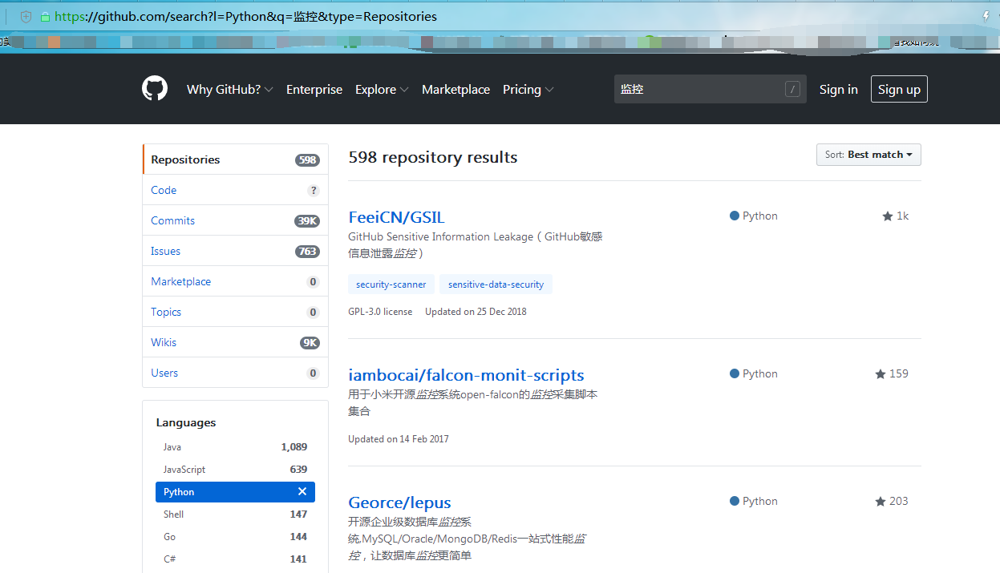 https://github.com/search?l=Python&q=监控&type=Repositories
Why GitHub? Enterprise Explore Marketplace Pricing 监控 / Sign in Sign up
Repositories 598
Code ?
Commits 39K
Issues 763
Marketplace 0
Topics 0
Wikis 9K
Users 0
Languages
Java 1,089
JavaScript 639
Python
Shell 147
Go 144
C# 141
598 repository results
Sort: Best match
FeeiCN/GSIL
Python
1k
GitHub Sensitive Information Leakage（GitHub敏感
信息泄露监控）
security-scanner sensitive-data-security
GPL-3.0 license Updated on 25 Dec 2018
iambocai/falcon-monit-scripts
Python
159
用于小米开源监控系统open-falcon的监控采集脚本
集合
Updated on 14 Feb 2017
Georce/lepus
Python
203
开源企业级数据库监控系
统,MySQL/Oracle/MongoDB/Redis一站式性能监
控，让数据库监控更简单